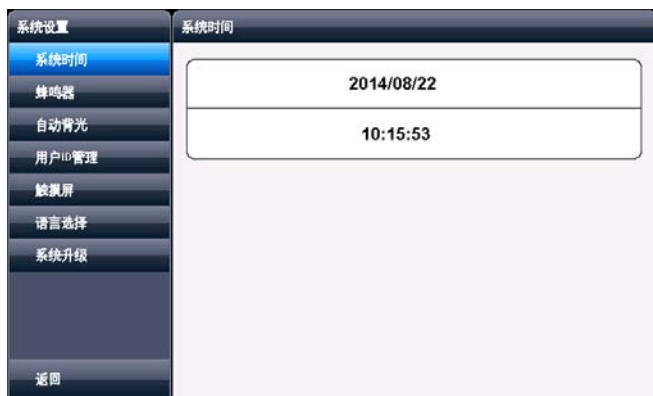 系统设置
系统时间
蜂鸣器
自动背光
用户ID管理
触摸屏
语言选择
系统升级
返回
系统时间
2014/08/22
10:15:53